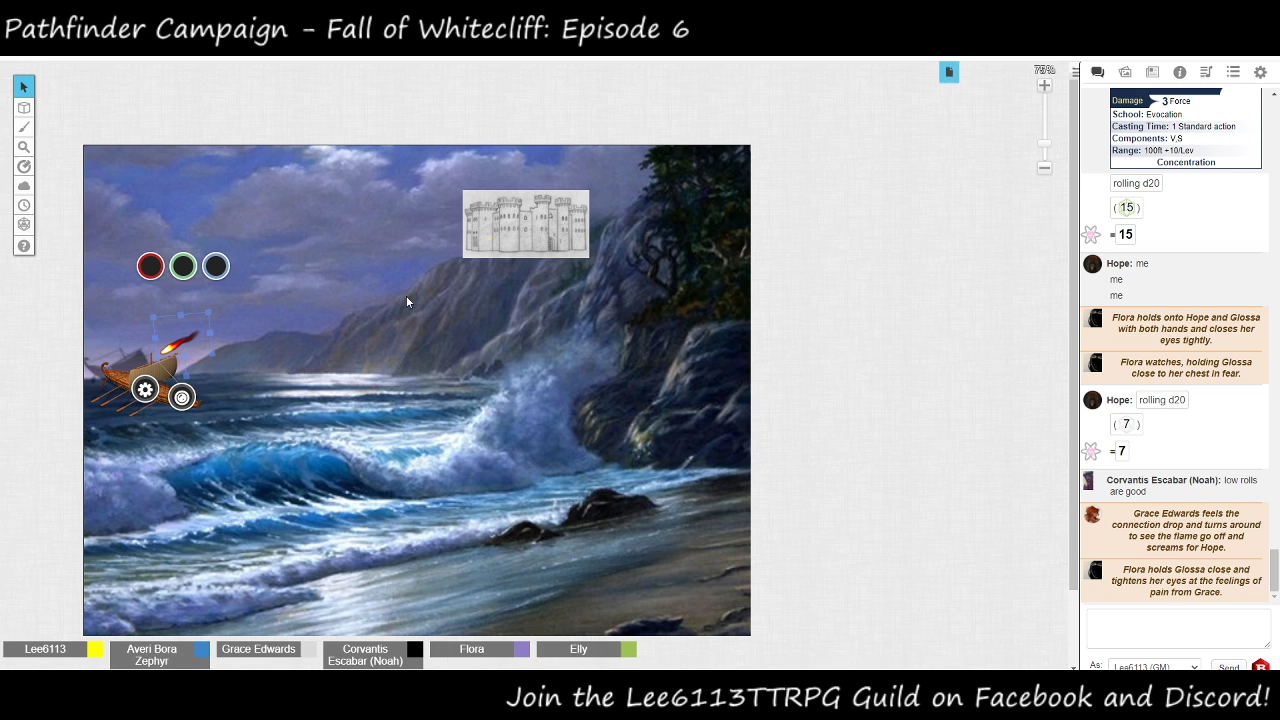 Pathfinder Campaign - Fall of Whitecliff: Episode 6
75%
Damage 3 Force
School: Evocation
Casting Time: 1 Standard action
Components: V,S
Range: 100ft +10/Lev
Concentration
rolling d20
(15)
=15
Hope: me
me
me
Flora holds onto Hope and Glossa
with both hands and closes her
eyes tightly.
Flora watches, holding Glossa
close to her chest in fear.
Hope: rolling d20
(7)
=7
Corvantis Escabar (Noah): low rolls
are good
Grace Edwards feels the
connection drop and turns around
to see the flame go off and
screams for Hope.
Flora holds Glossa close and
tightens her eyes at the feelings of
pain from Grace.
Lee6113
Averi Bora
Zephyr
Grace Edwards
Corvantis
Escabar (Noah)
Flora
Elly
As: Lee6113 (GM) Send
Join the Lee6113TTRPG Guild on Facebook and Discord!